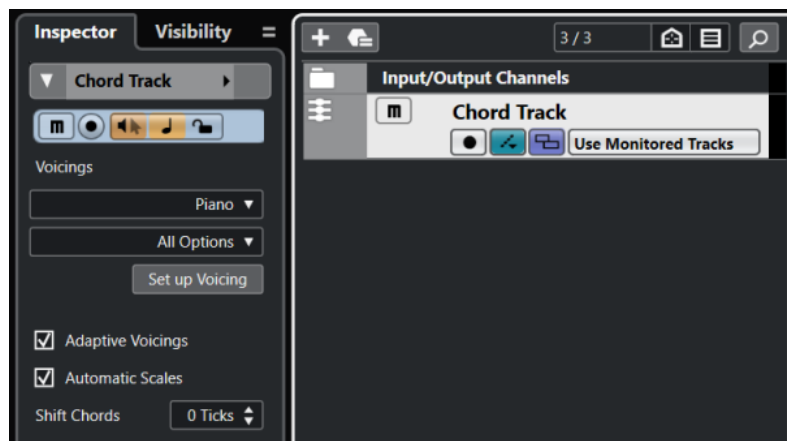 Inspector Visibility
Chord Track
m
Voicings
Piano
All Options
Set up Voicing
Adaptive Voicings
Automatic Scales
Shift Chords 0 Ticks
3 / 3
Input/Output Channels
m Chord Track
Use Monitored Tracks